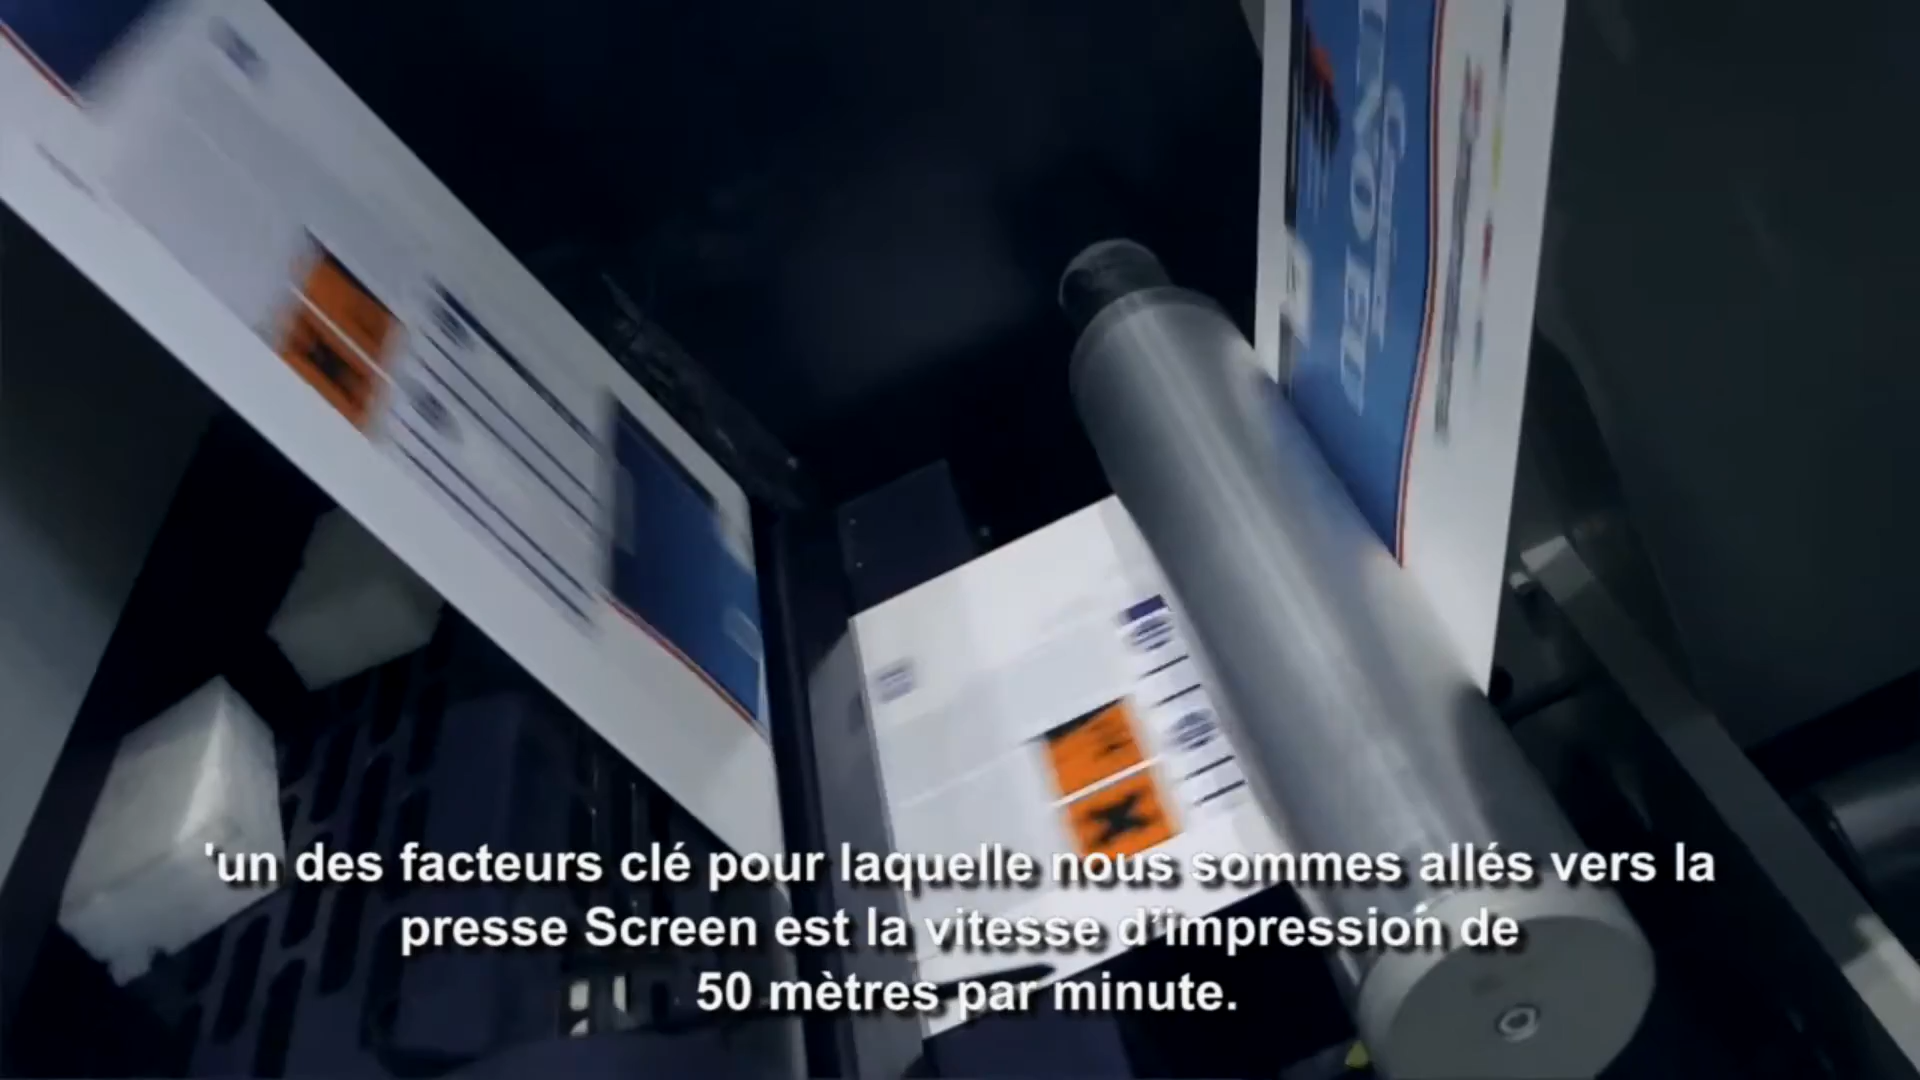 'un des facteurs clé pour laquelle nous sommes allés vers la
presse Screen est la vitesse d’impression de
50 mètres par minute.